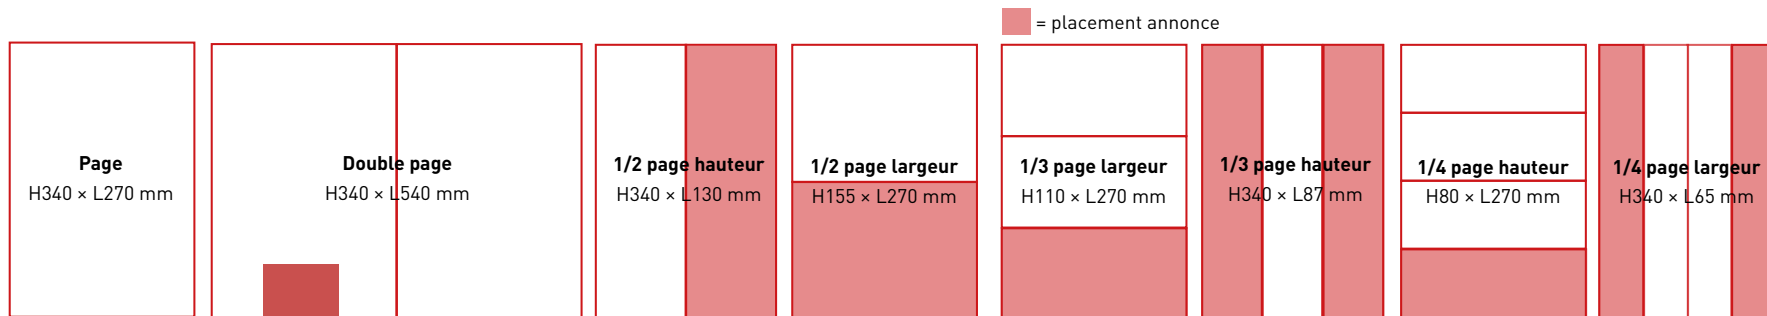 = placement annonce
Page
H340 × L270 mm
Double page
H340 × L540 mm
1/2 page hauteur
H340 × L130 mm
1/2 page largeur
H155 × L270 mm
1/3 page largeur
H110 × L270 mm
1/3 page hauteur
H340 × L87 mm
1/4 page hauteur
H80 × L270 mm
1/4 page largeur
H340 × L65 mm